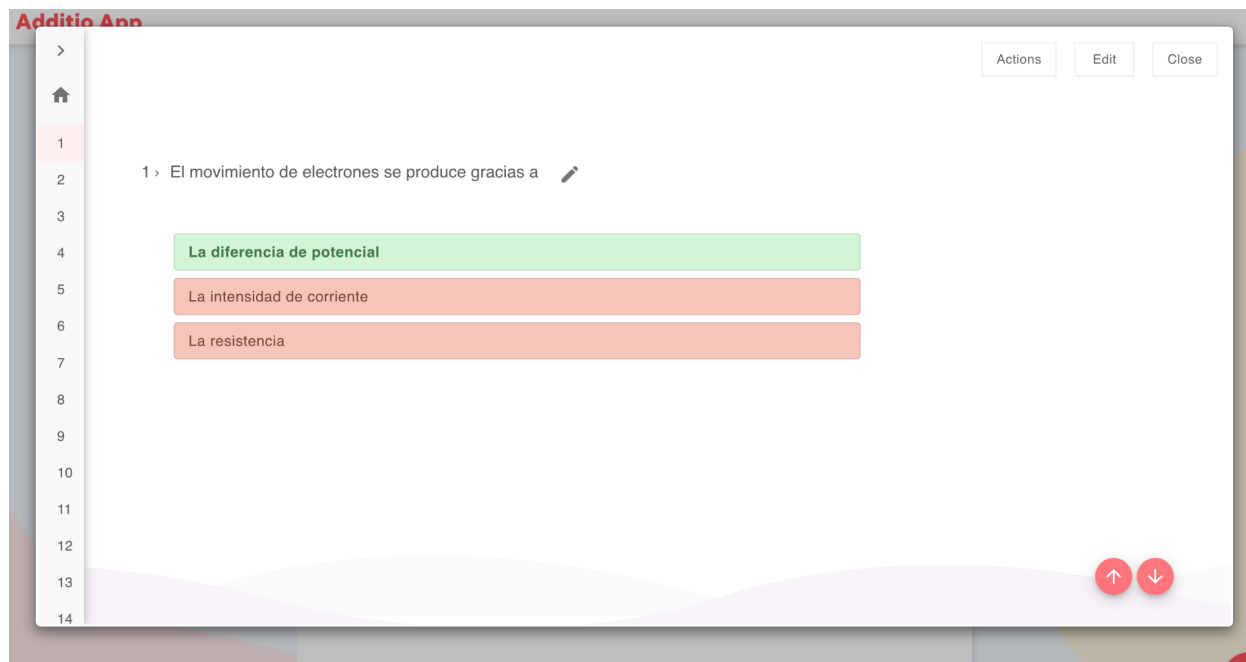 Additio App
Actions Edit Close
1
2
3
4
5
6
7
8
9
10
11
12
13
14
1 › El movimiento de electrones se produce gracias a
La diferencia de potencial
La intensidad de corriente
La resistencia